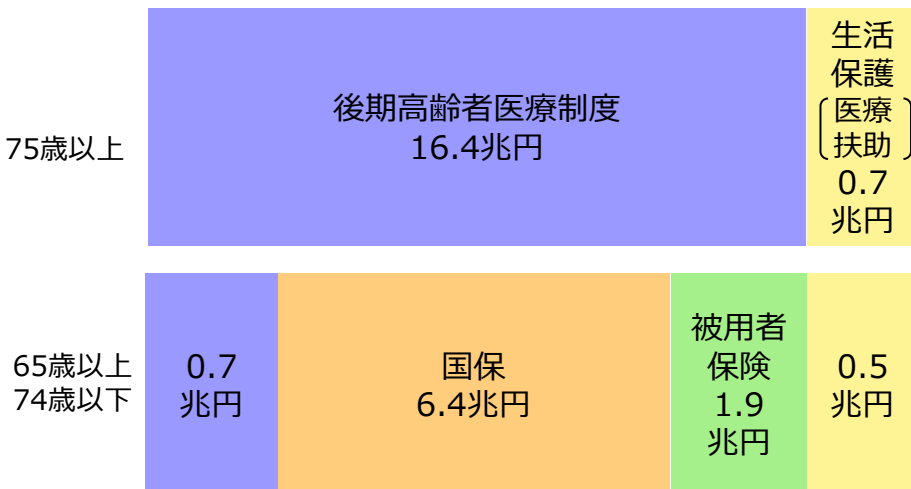 75歳以上
後期高齢者医療制度
16.4兆円
生活
保護
医療
扶助
0.7
兆円
65歳以上
74歳以下
0.7
兆円
国保
6.4兆円
被用者
保険
1.9
兆円
0.5
兆円